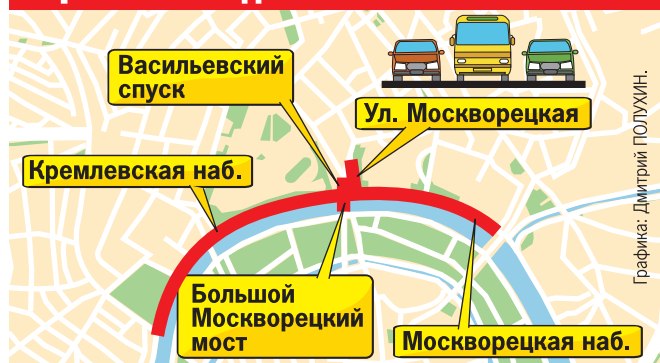 Васильевский
спуск
Ул. Москворецкая
Кремлевская наб.
Большой
Москворецкий
мост
Москворецкая наб.
Графика: Дмитрий ПОЛУХИН.